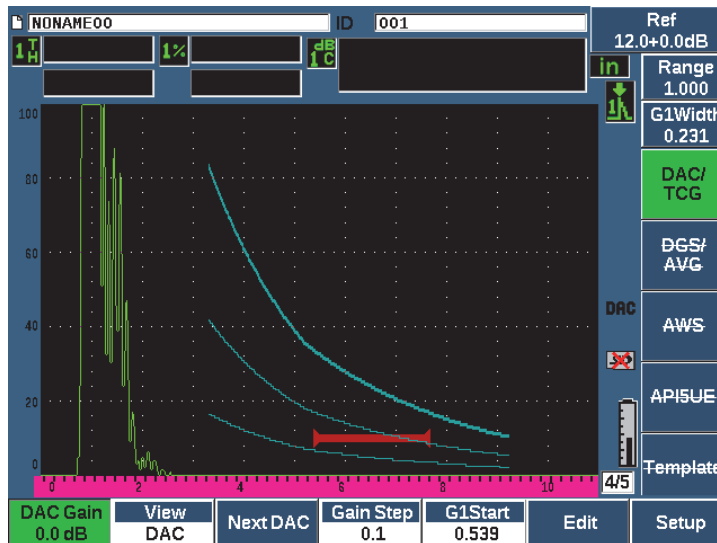 NONAME00 ID 001
Ref
12.0+0.0dB
1 T H 1% 1 dB C
in
Range
1.000
1
G1Width
0.231
100
80
60
40
20
0
DAC/
TCG
DGS/
AVG
DAC
AWS
API5UE
Template
0 2 4 6 8 10
4/5
DAC Gain
0.0 dB
View
DAC
Next DAC
Gain Step
0.1
G1Start
0.539
Edit
Setup